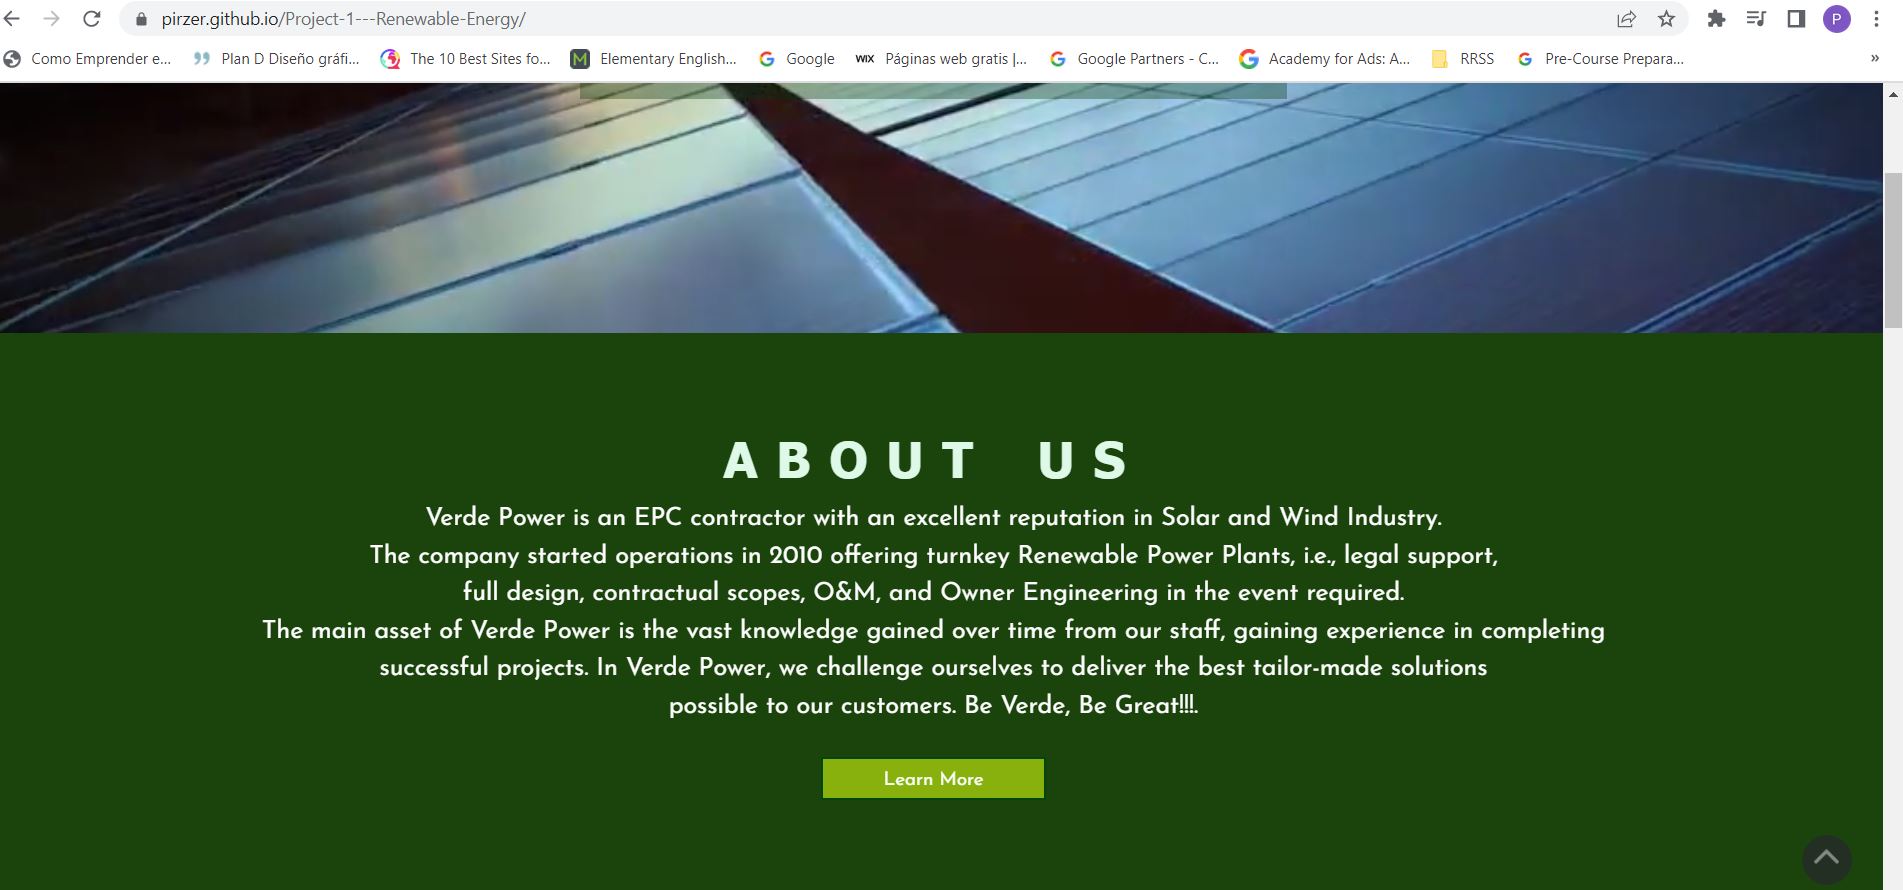 pirzer.github.io/Project-1---Renewable-Energy/
P
Como Emprender e...
Plan D Diseño gráfi...
The 10 Best Sites fo...
M
Elementary English...
Google
WIX
Páginas web gratis |...
Google Partners - C...
Academy for Ads: A...
RRSS
Pre-Course Prepara...
»
ABOUT US
Verde Power is an EPC contractor with an excellent reputation in Solar and Wind Industry.
The company started operations in 2010 offering turnkey Renewable Power Plants, i.e., legal support,
full design, contractual scopes, O&M, and Owner Engineering in the event required.
The main asset of Verde Power is the vast knowledge gained over time from our staff, gaining experience in completing
successful projects. In Verde Power, we challenge ourselves to deliver the best tailor-made solutions
possible to our customers. Be Verde, Be Great!!!.
Learn More